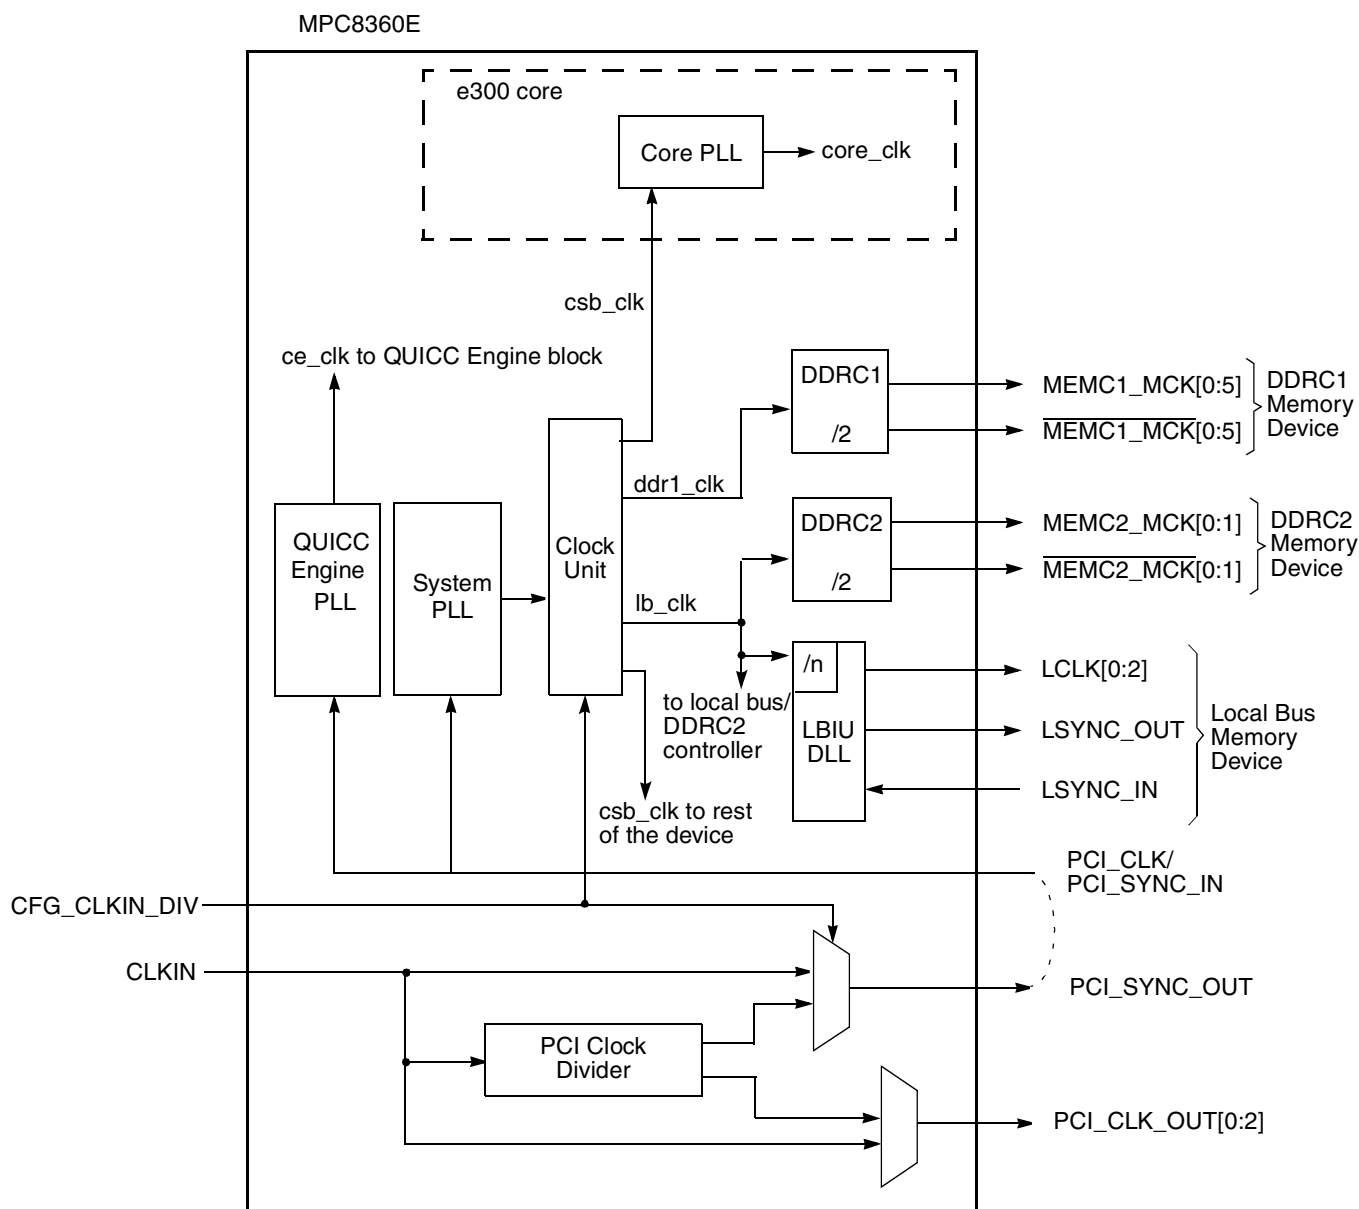 MPC8360E
e300 core
Core PLL
core_clk
csb_clk
ce_clk to QUICC Engine block
DDRC1
/2
MEMC1_MCK[0:5]
MEMC1_MCK[0:5]
DDRC1
Memory
Device
ddr1_clk
QUICC
Engine
PLL
System
PLL
Clock
Unit
DDRC2
/2
MEMC2_MCK[0:1]
MEMC2_MCK[0:1]
DDRC2
Memory
Device
lb_clk
/n
LBIU
DLL
to local bus/
DDRC2
controller
LCLK[0:2]
LSYNC_OUT
LSYNC_IN
Local Bus
Memory
Device
csb_clk to rest
of the device
PCI_CLK/
PCI_SYNC_IN
CFG_CLKIN_DIV
CLKIN
PCI_SYNC_OUT
PCI Clock
Divider
PCI_CLK_OUT[0:2]